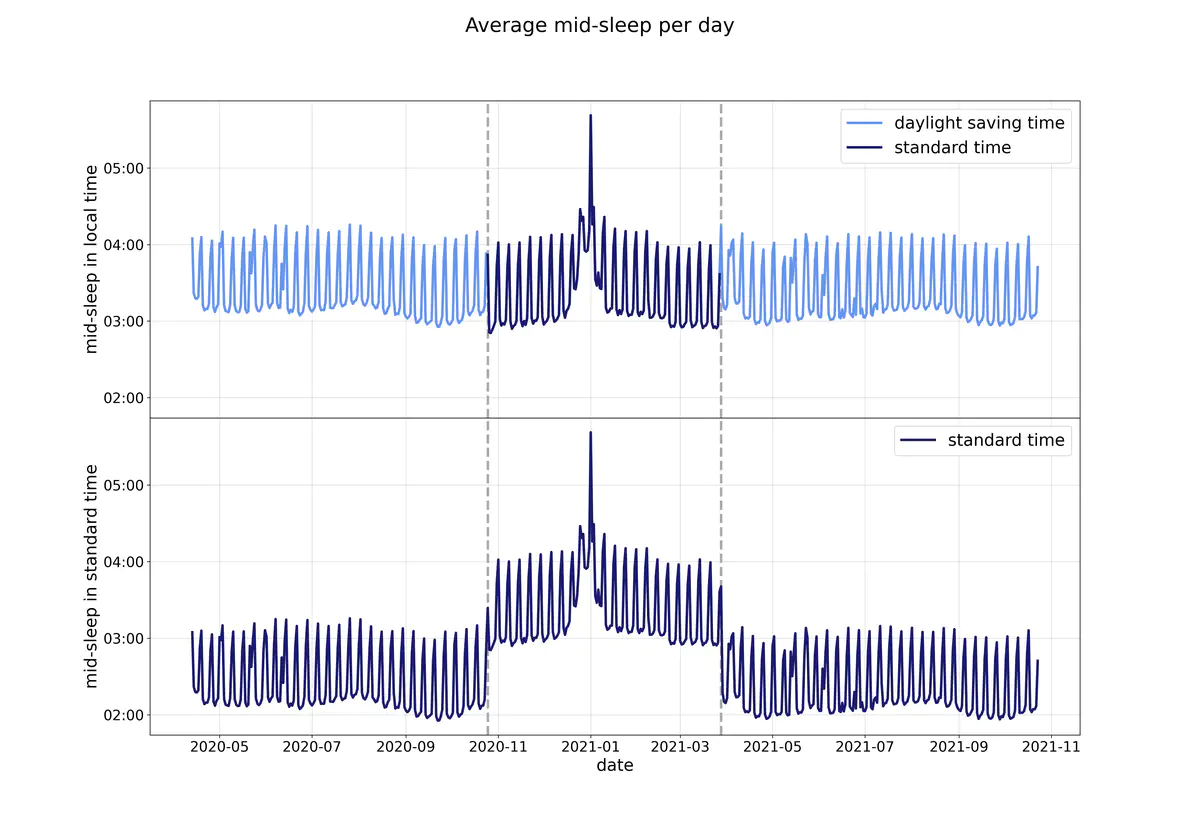 Average mid-sleep per day
mid-sleep in local time
05:00
04:00
03:00
02:00
daylight saving time
standard time
mid-sleep in standard time
05:00
04:00
03:00
02:00
standard time
2020-05 2020-07 2020-09 2020-11 2021-01 2021-03 2021-05 2021-07 2021-09 2021-11
date